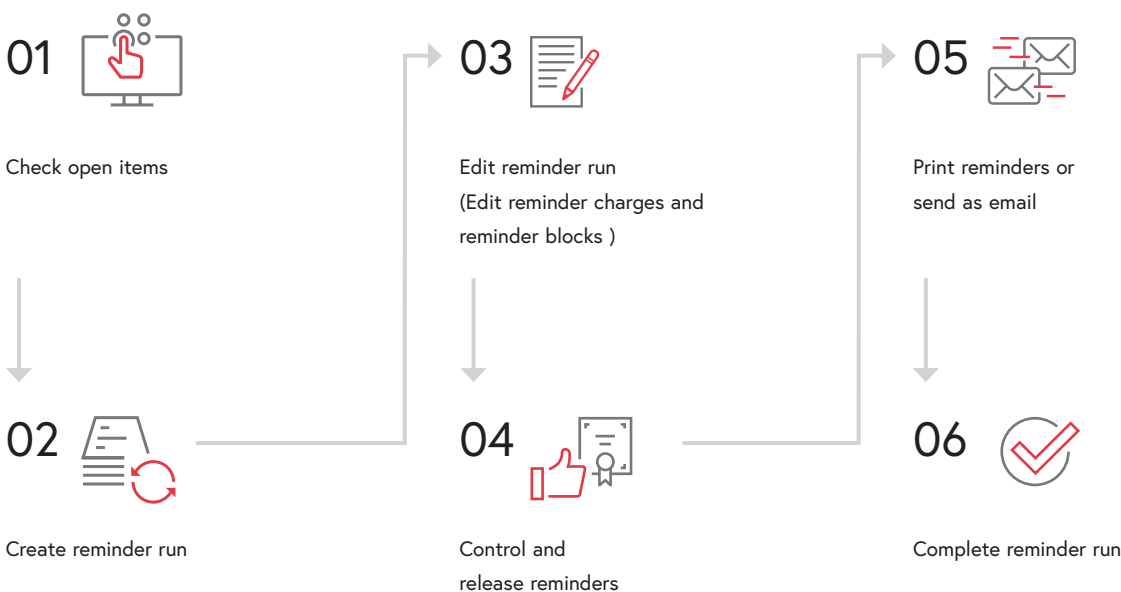 01
Check open items
02
Create reminder run
03
Edit reminder run
(Edit reminder charges and
reminder blocks )
04
Control and
release reminders
05
Print reminders or
send as email
06
Complete reminder run